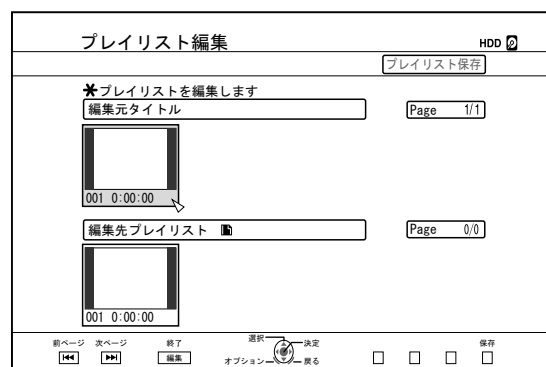 プレイリスト編集
HDD
プレイリスト保存
*プレイリストを編集します
編集元タイトル
Page 1/1
001 0:00:00
編集先プレイリスト
Page 0/0
001 0:00:00
前ページ 次ページ 終了 選択 決定 保存
編集 オプション 戻る